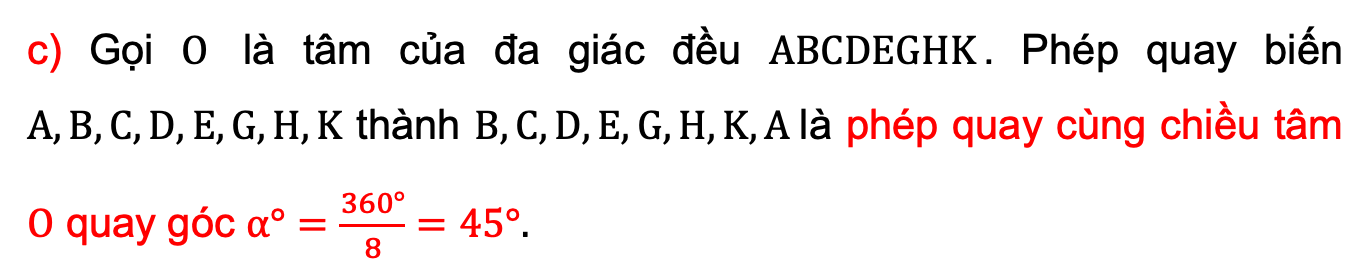 c) Gọi O là tâm của đa giác đều ABCDEGHK. Phép quay biến
A, B, C, D, E, G, H, K thành B, C, D, E, G, H, K, A là phép quay cùng chiều tâm
O quay góc α° = 360°/8 = 45°.